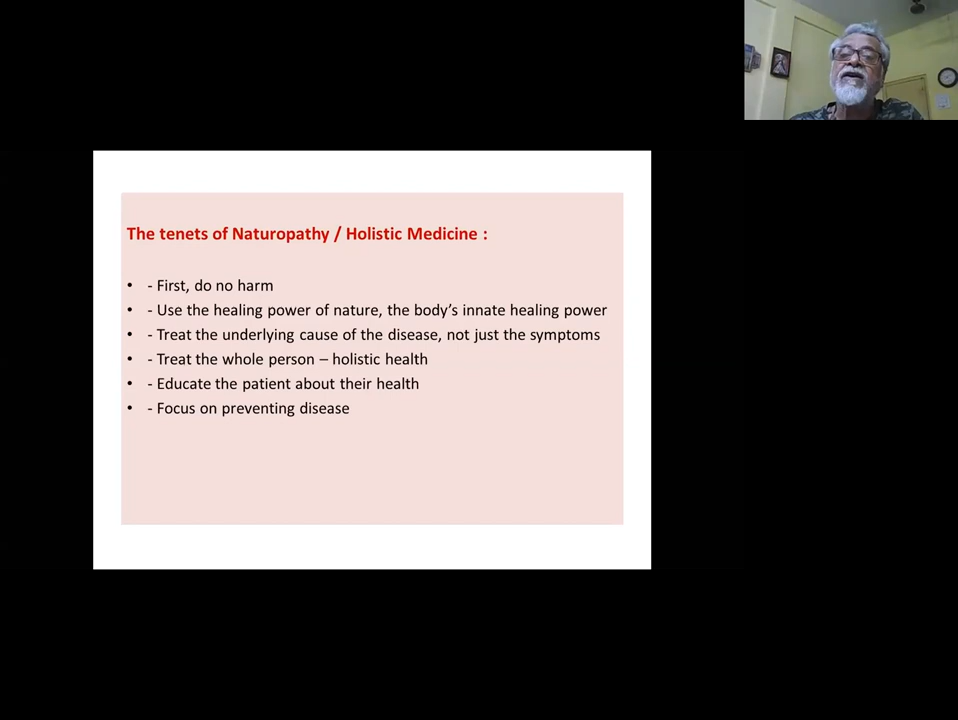 The tenets of Naturopathy / Holistic Medicine :
• - First, do no harm
• - Use the healing power of nature, the body’s innate healing power
• - Treat the underlying cause of the disease, not just the symptoms
• - Treat the whole person – holistic health
• - Educate the patient about their health
• - Focus on preventing disease